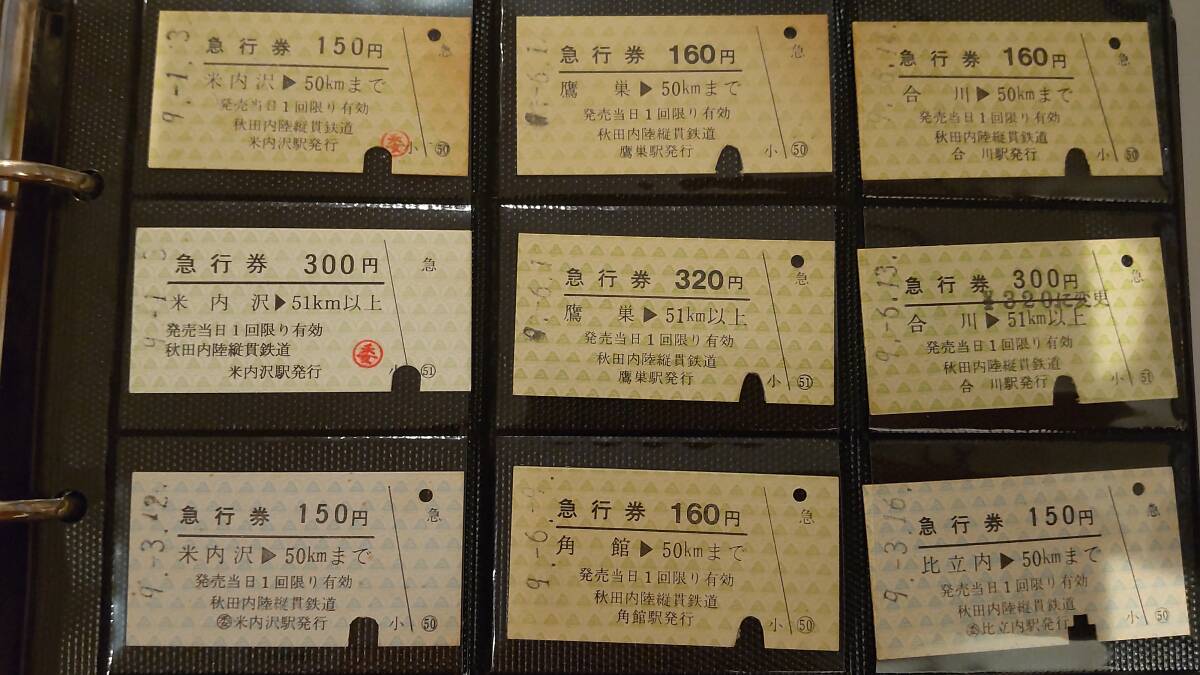 9.-1.-3
急行券 150円
急
米内沢▶50kmまで
発売当日1回限り有効
秋田内陸縦貫鉄道
米内沢駅発行
委
小 ㊿
-6.1.
急行券 160円
急
鷹巣▶50kmまで
発売当日1回限り有効
秋田内陸縦貫鉄道
鷹巣駅発行
小 ㊿
急行券 160円
急
合川▶50kmまで
発売当日1回限り有効
秋田内陸縦貫鉄道
合川駅発行
小 ㊿
急行券 300円
急
米内沢▶51km以上
発売当日1回限り有効
秋田内陸縦貫鉄道
米内沢駅発行
委
小 51
急行券 320円
急
鷹巣▶51km以上
発売当日1回限り有効
秋田内陸縦貫鉄道
鷹巣駅発行
小 51
9.-6.13.
急行券 300円
急
¥320に変更
合川▶51km以上
発売当日1回限り有効
秋田内陸縦貫鉄道
合川駅発行
小 51
9.-3.12.
急行券 150円
急
米内沢▶50kmまで
発売当日1回限り有効
秋田内陸縦貫鉄道
委米内沢駅発行
小 ㊿
9.-6.-9.
急行券 160円
急
角館▶50kmまで
発売当日1回限り有効
秋田内陸縦貫鉄道
角館駅発行
小 ㊿
9.-3.16.
急行券 150円
急
比立内▶50kmまで
発売当日1回限り有効
秋田内陸縦貫鉄道
委比立内駅発行
小 ㊿